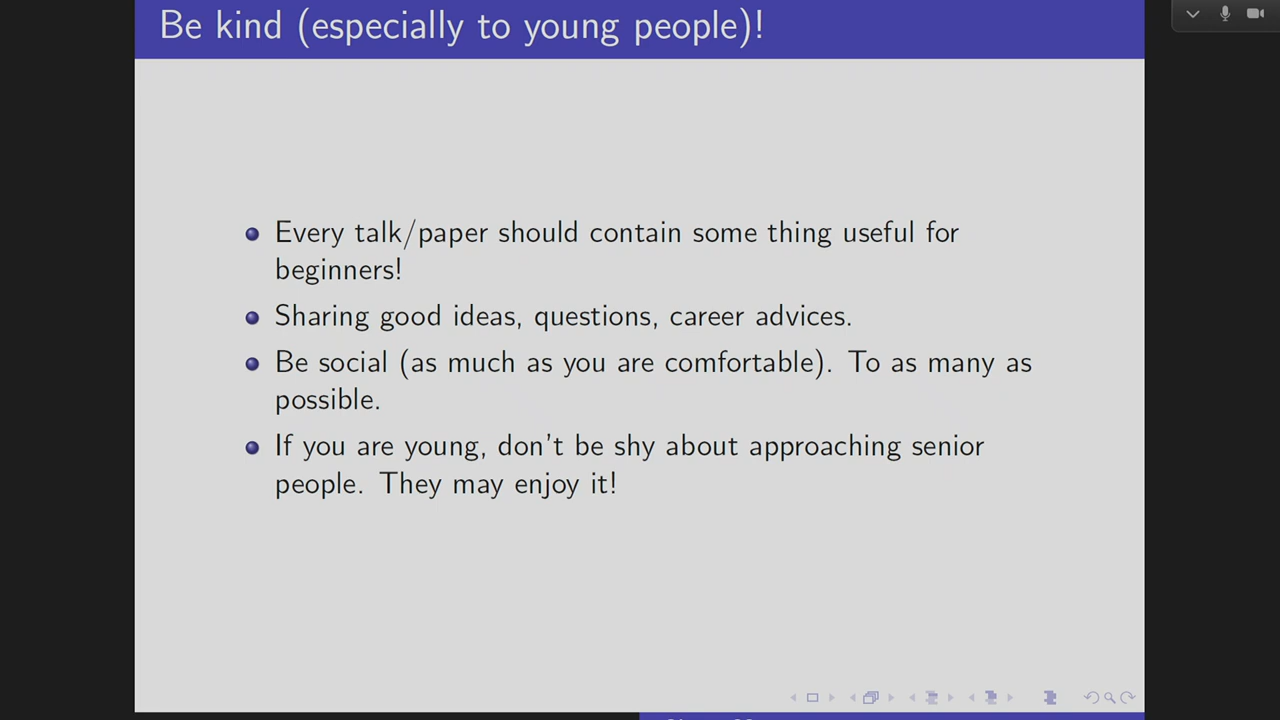 Be kind (especially to young people)!
Every talk/paper should contain some thing useful for
beginners!
Sharing good ideas, questions, career advices.
Be social (as much as you are comfortable). To as many as
possible.
If you are young, don't be shy about approaching senior
people. They may enjoy it!